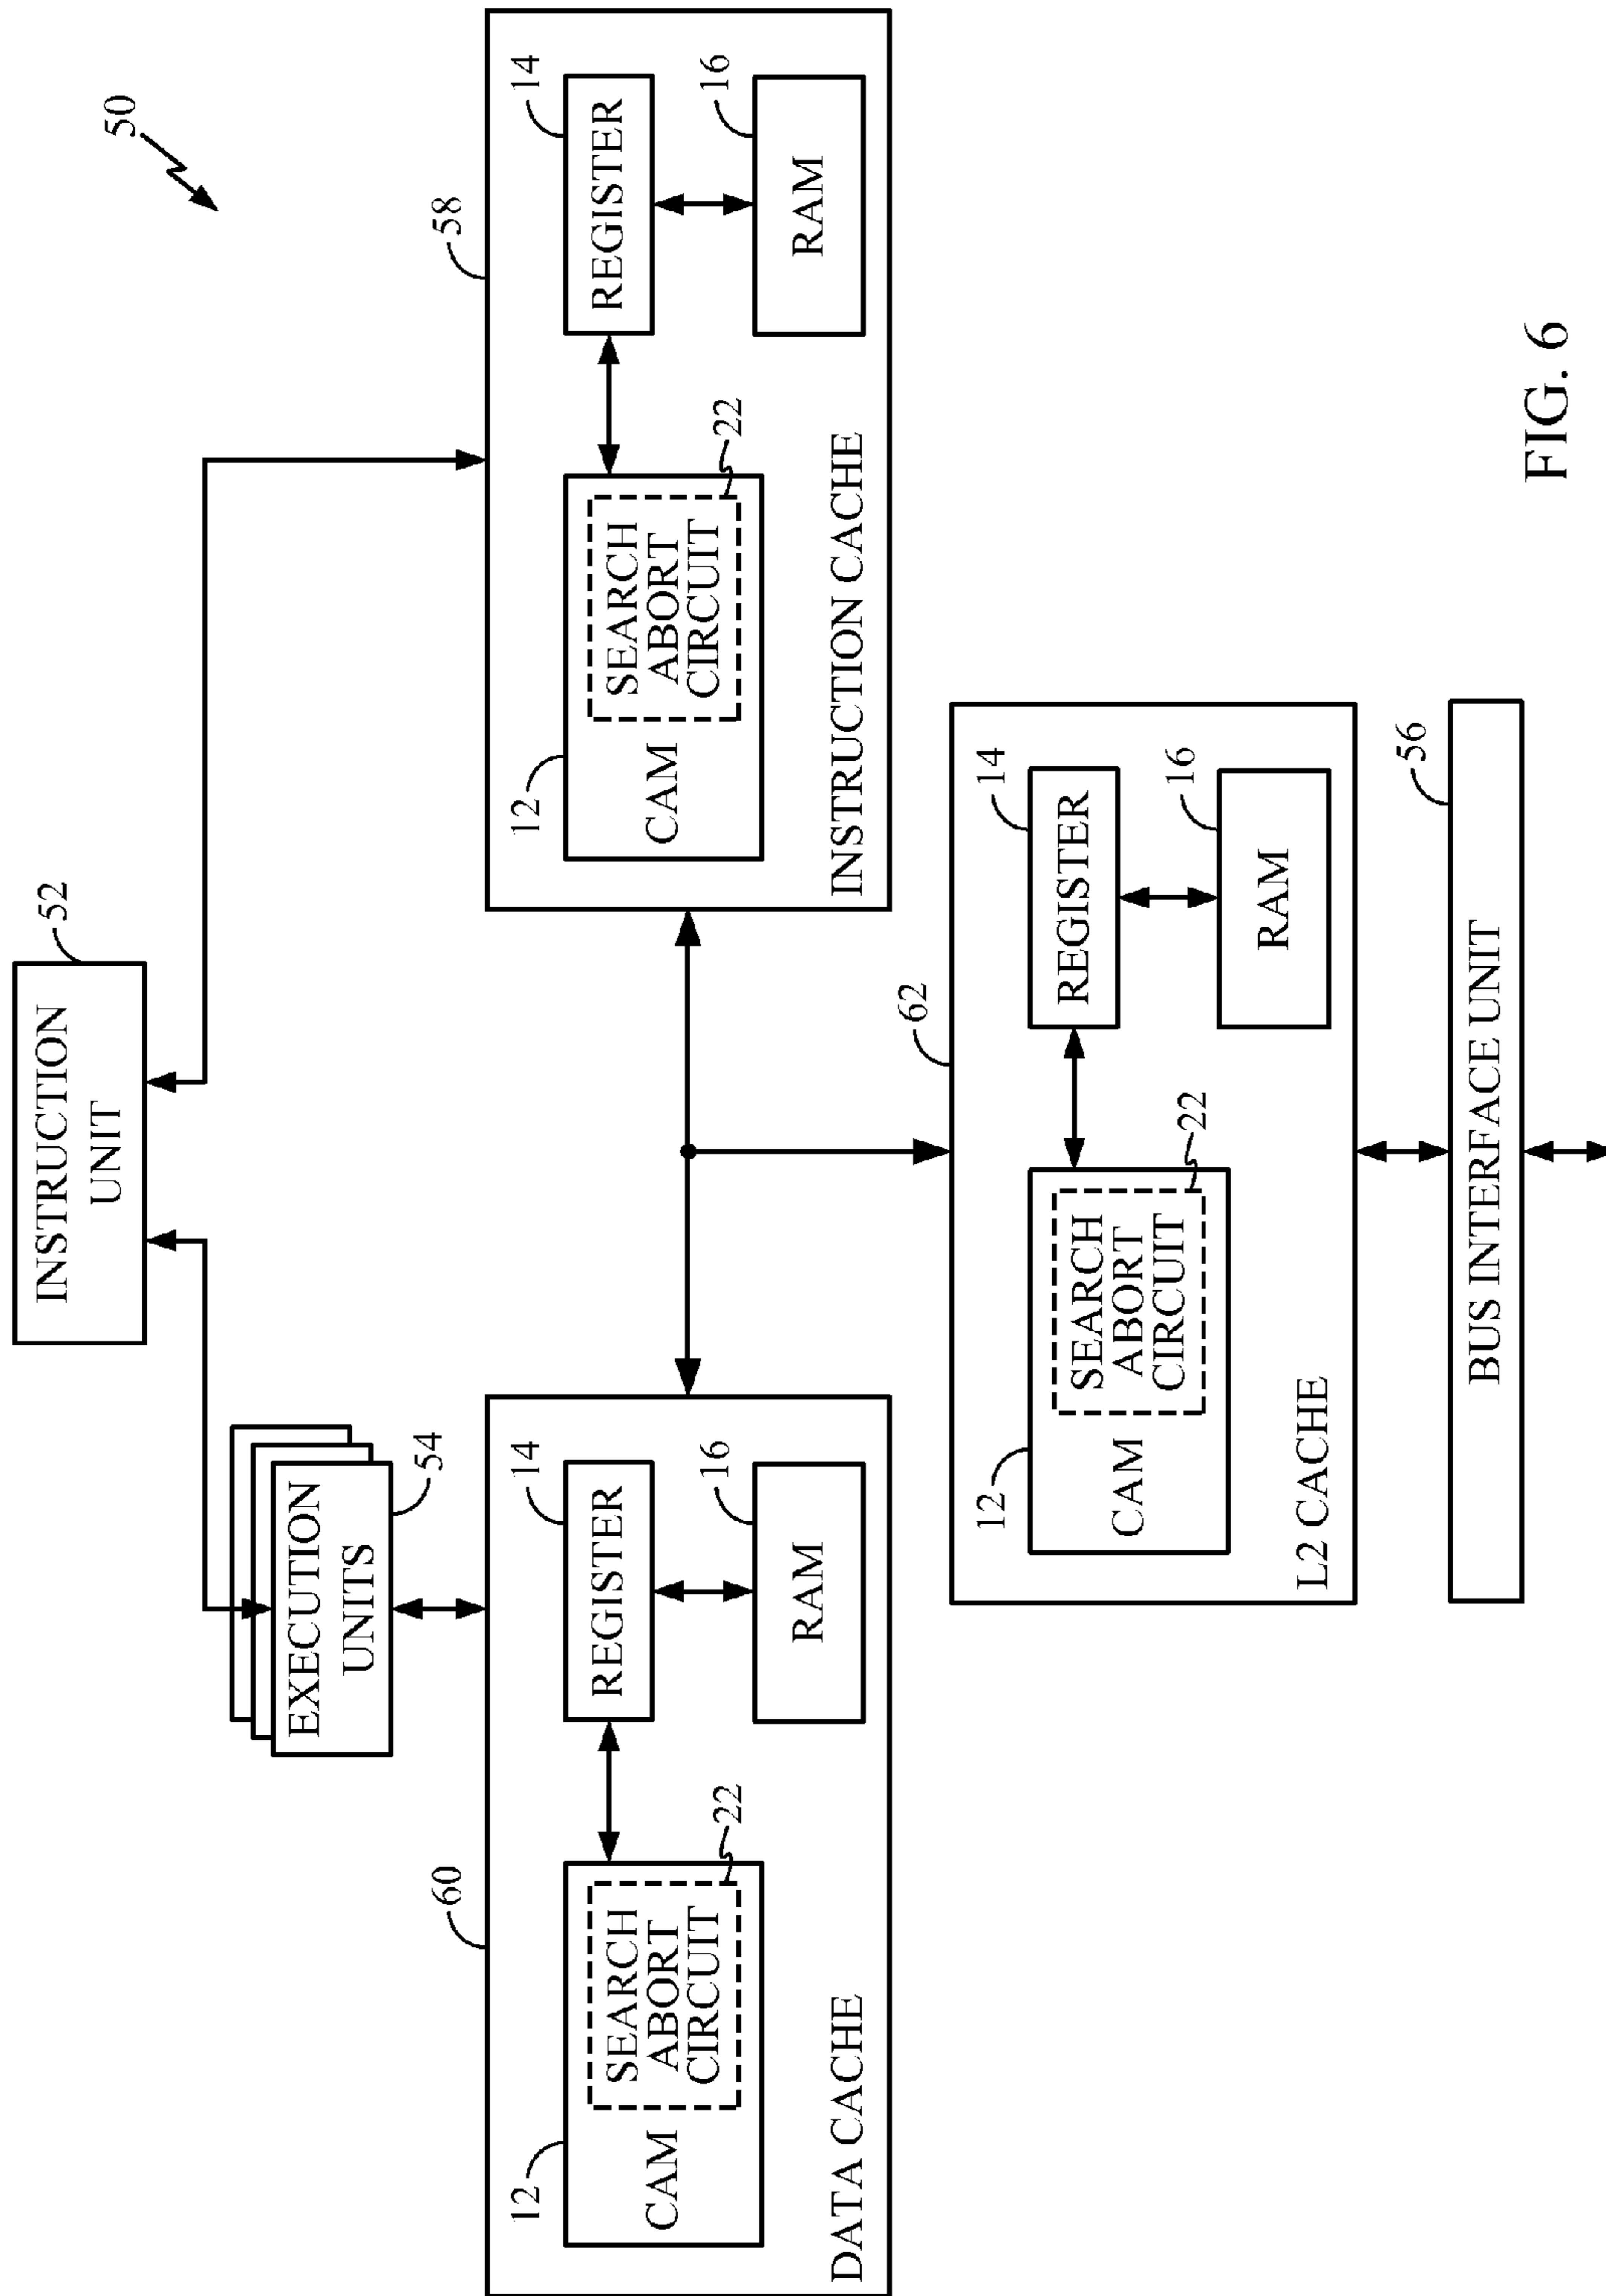 50
52
INSTRUCTION
UNIT
54
EXECUTION
UNITS
60
12
CAM
SEARCH
ABORT
CIRCUIT
22
14
REGISTER
16
RAM
DATA CACHE
58
12
CAM
SEARCH
ABORT
CIRCUIT
22
14
REGISTER
16
RAM
INSTRUCTION CACHE
62
12
CAM
SEARCH
ABORT
CIRCUIT
22
14
REGISTER
16
RAM
L2 CACHE
56
BUS INTERFACE UNIT
FIG. 6